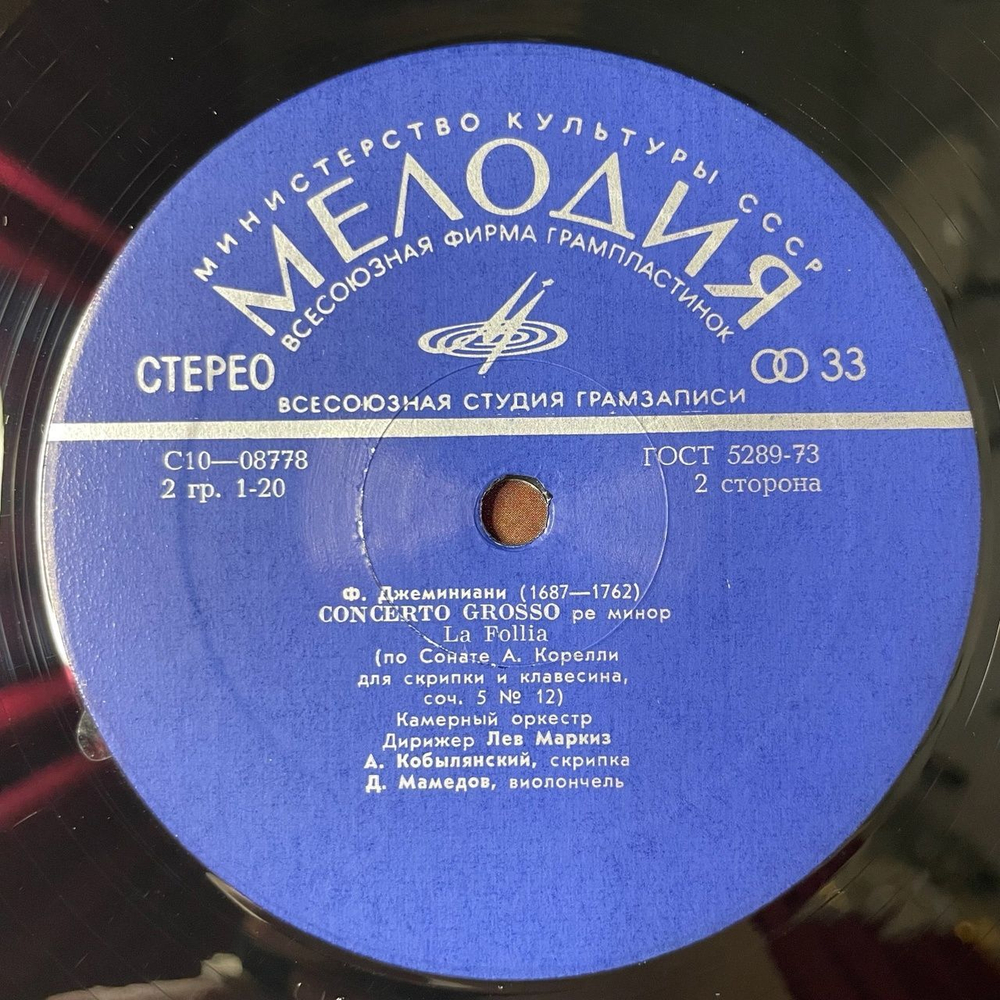 МИНИСТЕРСТВО КУЛЬТУРЫ СССР
МЕЛОДИЯ
ВСЕСОЮЗНАЯ ФИРМА ГРАМПЛАСТИНОК
СТЕРЕО
33
ВСЕСОЮЗНАЯ СТУДИЯ ГРАМЗАПИСИ
С10—08778
ГОСТ 5289-73
2 гр. 1-20
2 сторона
Ф. Джеминиани (1687—1762)
CONCERTO GROSSO ре минор
La Follia
(по Сонате А. Корелли
для скрипки и клавесина,
соч. 5 № 12)
Камерный оркестр
Дирижер Лев Маркиз
А. Кобылянский, скрипка
Д. Мамедов, виолончель